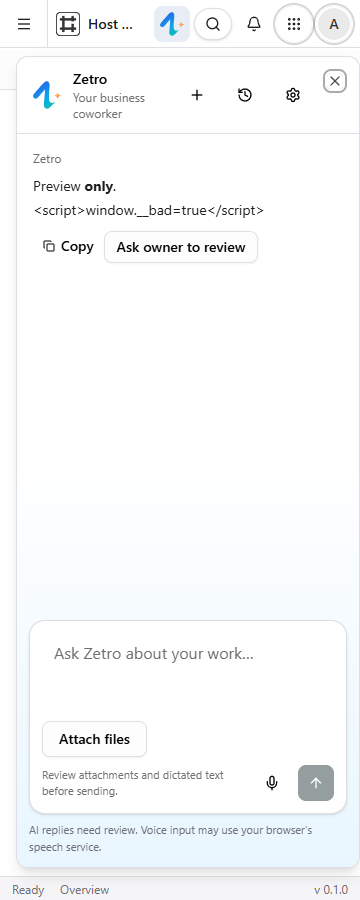 Host ...
A
Zetro
Your business
coworker
Zetro
Preview only.
<script>window.__bad=true</script>
Copy
Ask owner to review
Ask Zetro about your work...
Attach files
Review attachments and dictated text
before sending.
AI replies need review. Voice input may use your browser's
speech service.
Ready
Overview
v 0.1.0